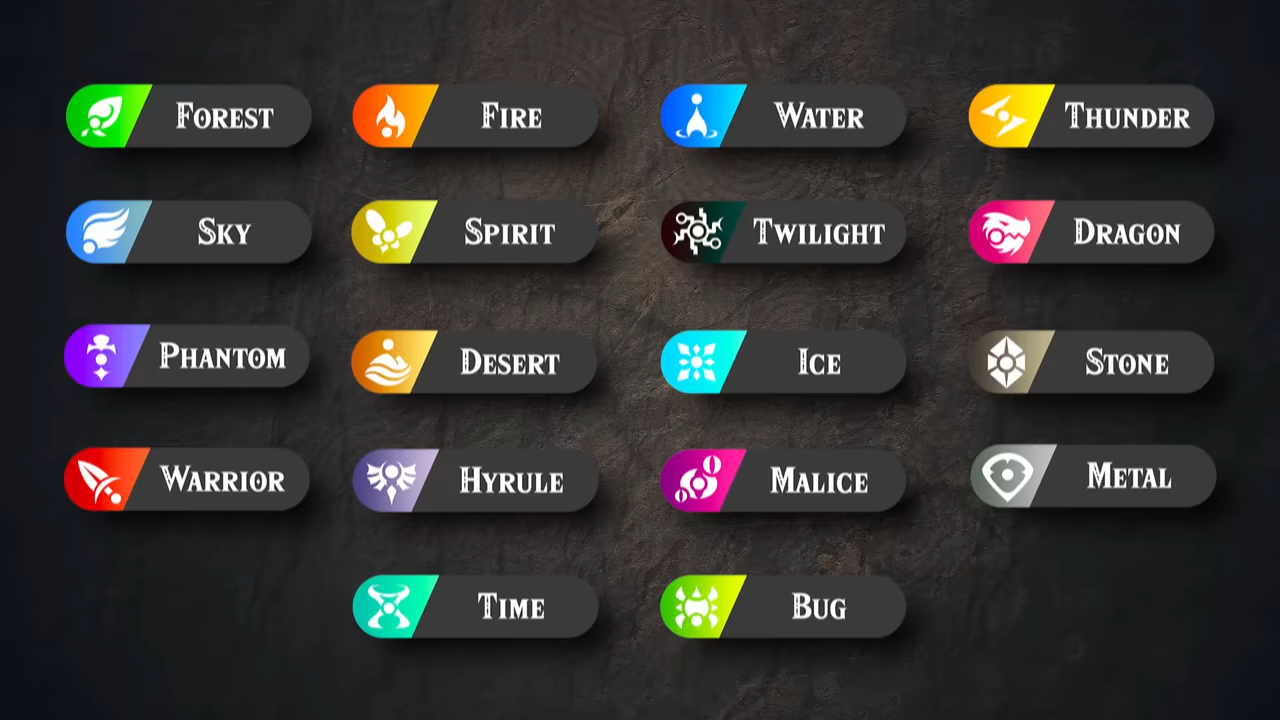 Forest
Fire
Water
Thunder
Sky
Spirit
Twilight
Dragon
Phantom
Desert
Ice
Stone
Warrior
Hyrule
Malice
Metal
Time
Bug